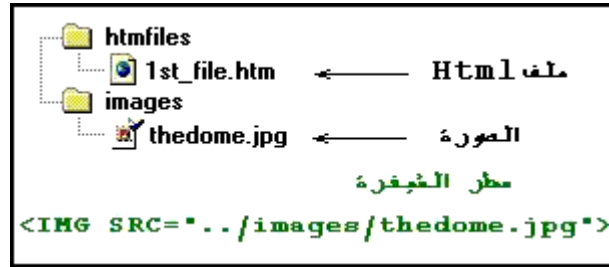 htmfiles
1st_file.htm ملف Html
images
thedome.jpg الصورة
سطر الشيفرة
<IMG SRC="../images/thedome.jpg">